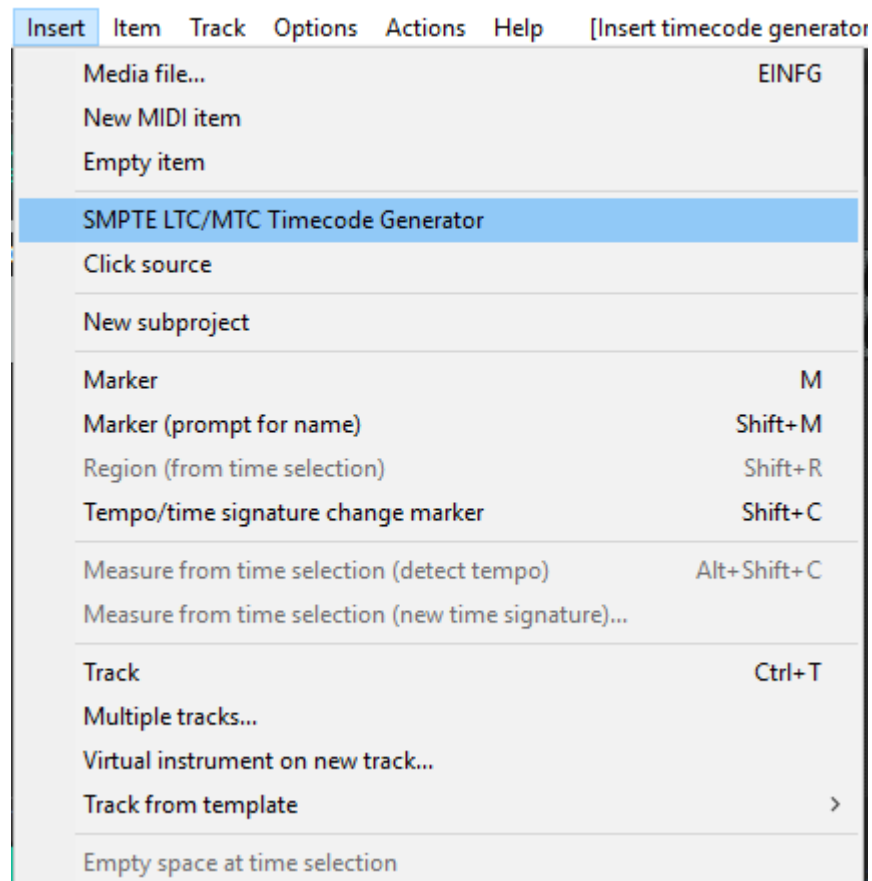 Insert Item Track Options Actions Help [Insert timecode generator
Media file... EINFG
New MIDI item
Empty item
SMPTE LTC/MTC Timecode Generator
Click source
New subproject
Marker M
Marker (prompt for name) Shift+M
Region (from time selection) Shift+R
Tempo/time signature change marker Shift+C
Measure from time selection (detect tempo) Alt+Shift+C
Measure from time selection (new time signature)...
Track Ctrl+T
Multiple tracks...
Virtual instrument on new track...
Track from template >
Empty space at time selection